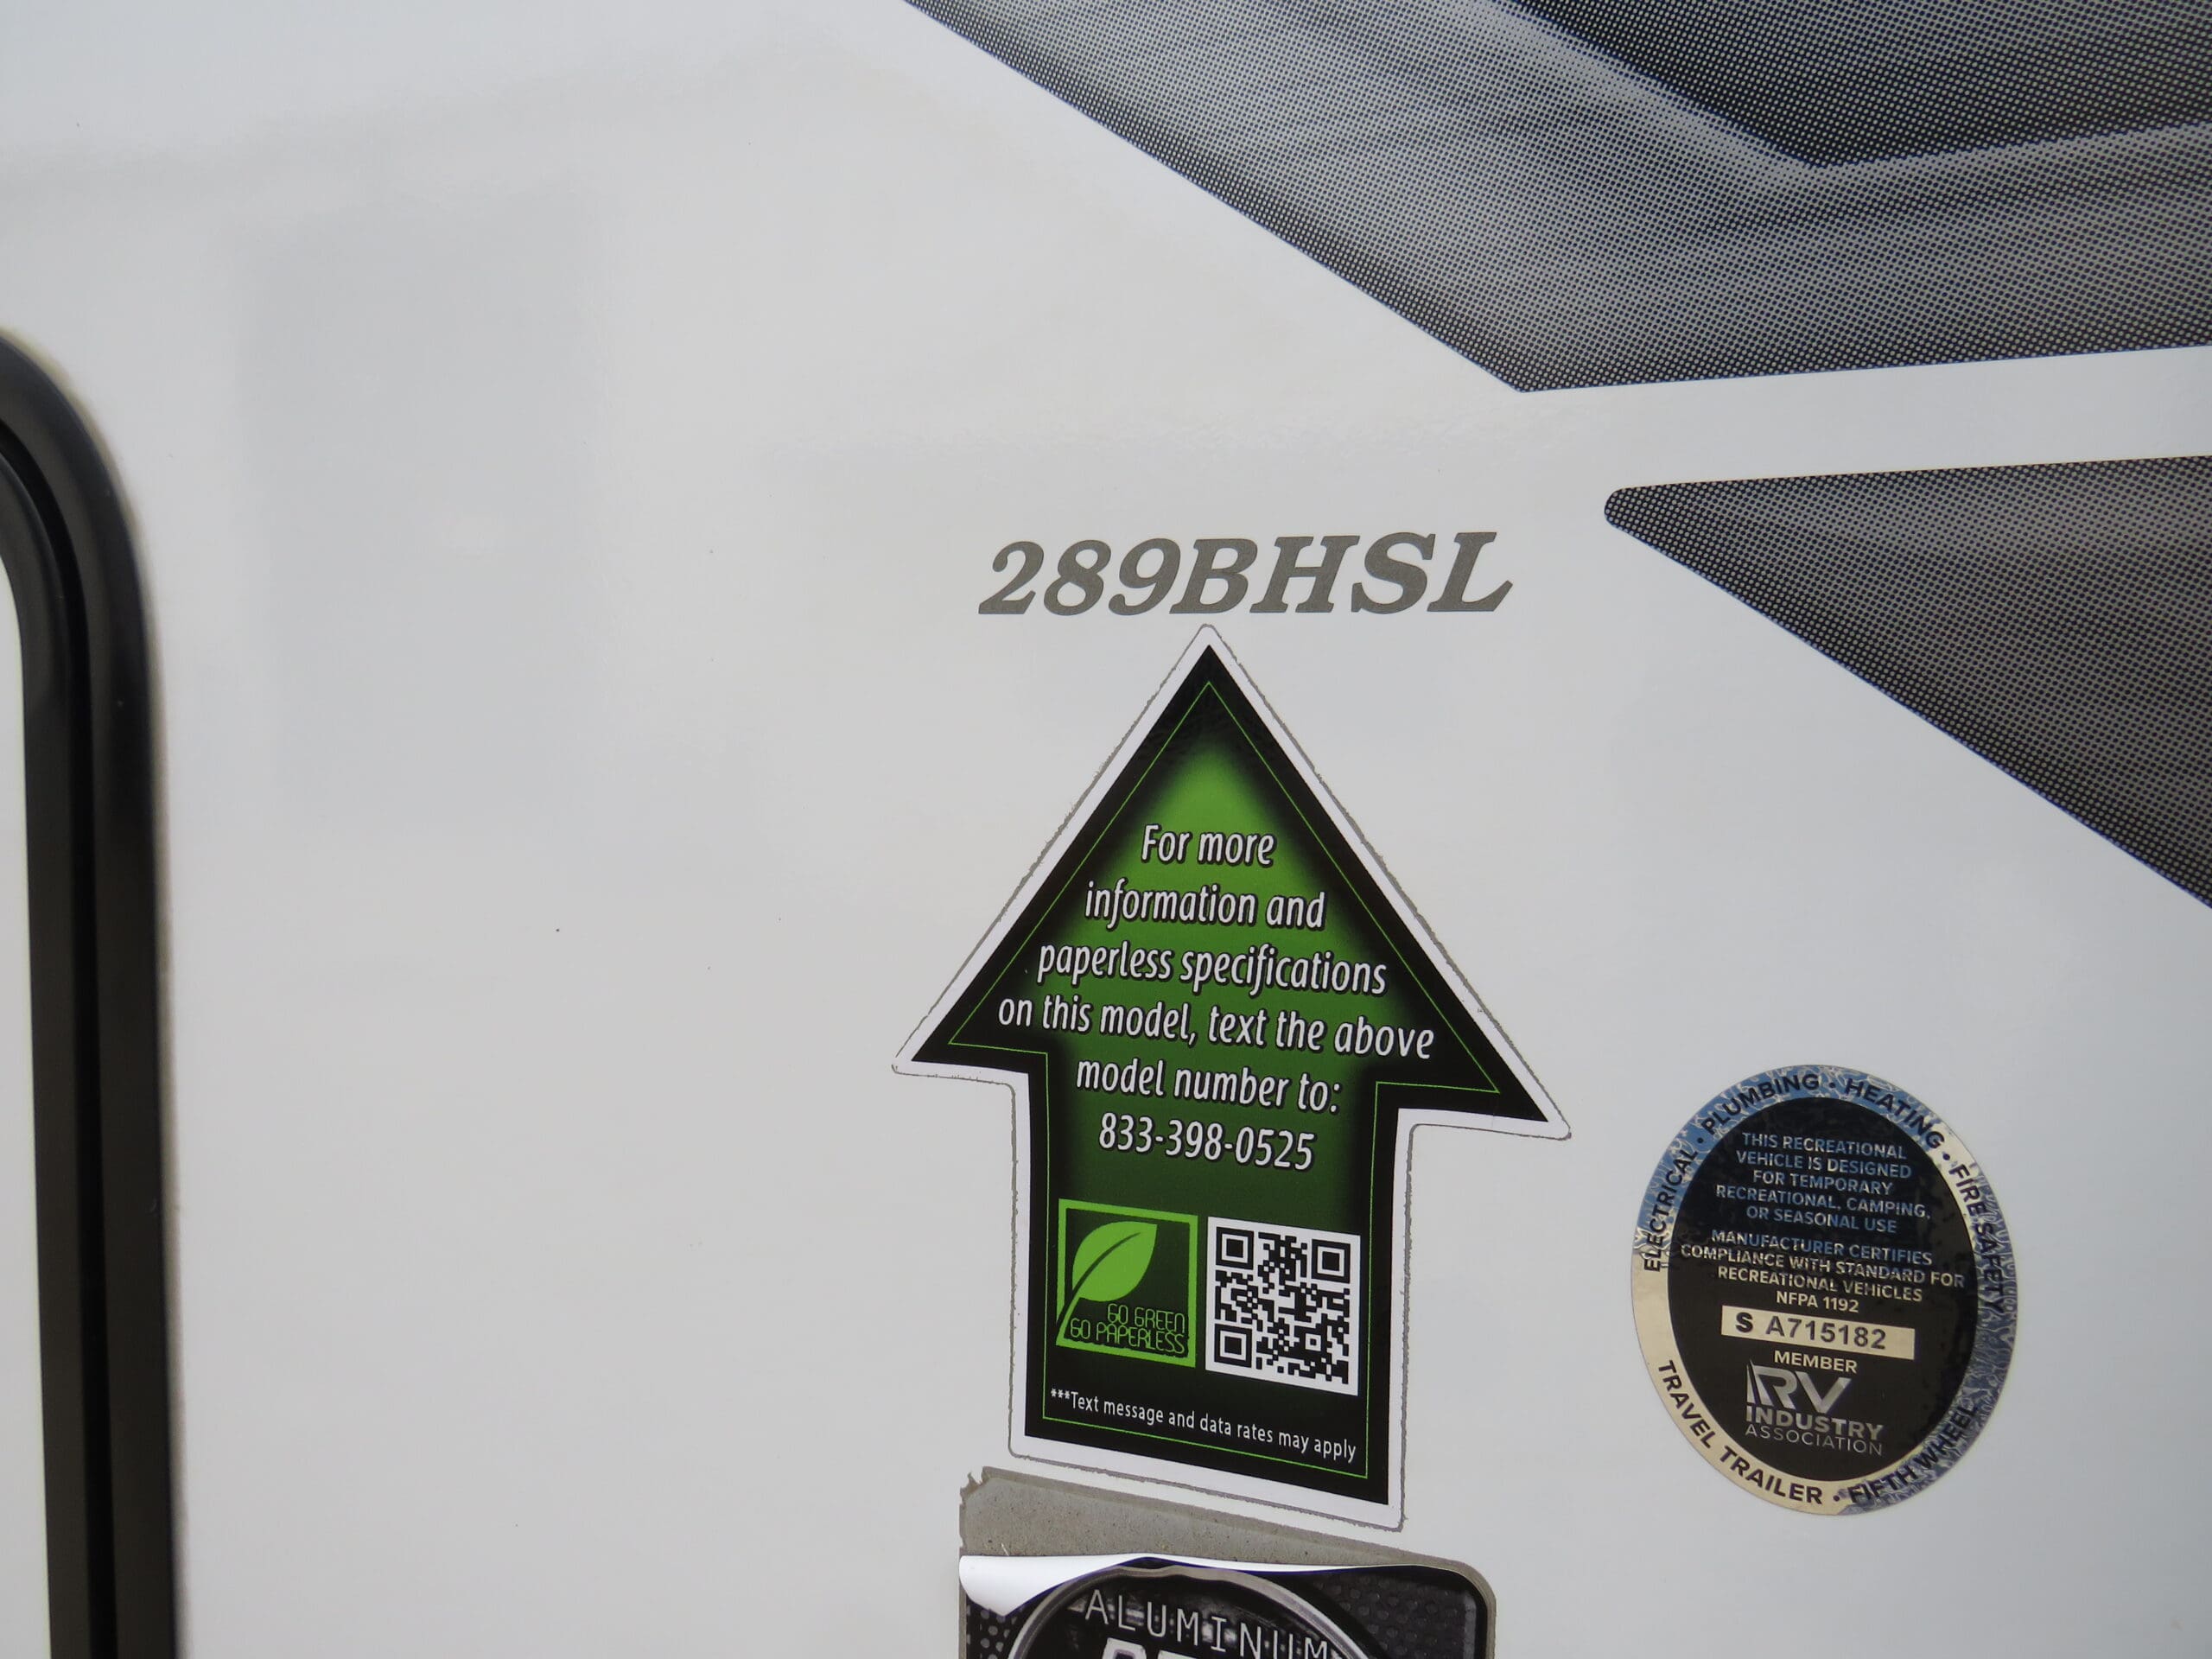 289BHSL
For more
information and
paperless specifications
on this model, text the above
model number to:
833-398-0525
GO GREEN
GO PAPERLESS
***Text message and data rates may apply
ELECTRICAL • PLUMBING • HEATING • FIRE SAFETY
THIS RECREATIONAL
VEHICLE IS DESIGNED
FOR TEMPORARY
RECREATIONAL, CAMPING,
OR SEASONAL USE
MANUFACTURER CERTIFIES
COMPLIANCE WITH STANDARD FOR
RECREATIONAL VEHICLES
NFPA 1192
S A715182
MEMBER
RV
INDUSTRY
ASSOCIATION
TRAVEL TRAILER • FIFTH WHEEL
ALUMINUM